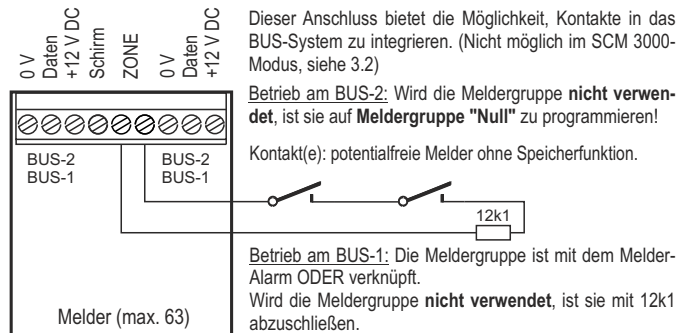 0 V
Daten
+12 V DC
Schirm
ZONE
0 V
Daten
+12 V DC
BUS-2
BUS-1
BUS-2
BUS-1
12k1
Melder (max. 63)
Dieser Anschluss bietet die Möglichkeit, Kontakte in das
BUS-System zu integrieren. (Nicht möglich im SCM 3000-
Modus, siehe 3.2)
Betrieb am BUS-2: Wird die Meldergruppe nicht verwen-
det, ist sie auf Meldergruppe "Null" zu programmieren!
Kontakt(e): potentialfreie Melder ohne Speicherfunktion.
Betrieb am BUS-1: Die Meldergruppe ist mit dem Melder-
Alarm ODER verknüpft.
Wird die Meldergruppe nicht verwendet, ist sie mit 12k1
abzuschließen.